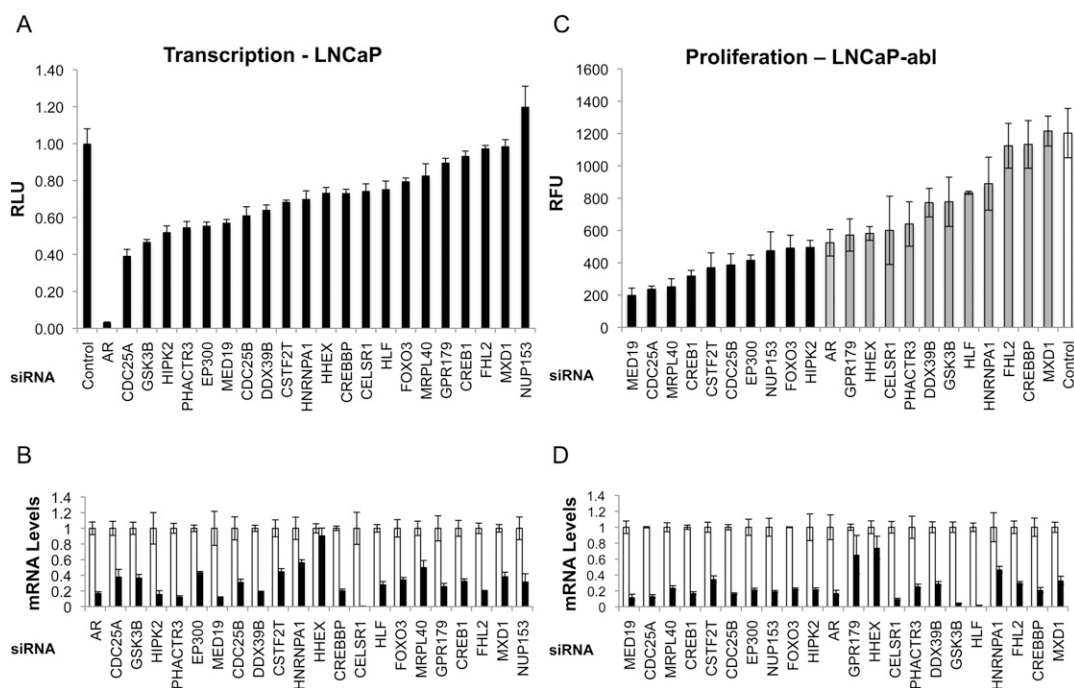 A
Transcription - LNCaP
RLU
1.40
1.20
1.00
0.80
0.60
0.40
0.20
0.00
siRNA
Control
AR
CDC25A
GSK3B
HIPK2
PHACTR3
EP300
MED19
CDC25B
DDX39B
CSTF2T
HNRNPA1
HHEX
CREBBP
CELSR1
HLF
FOXO3
MRPL40
GPR179
CREB1
FHL2
MXD1
NUP153
C
Proliferation – LNCaP-abl
RFU
1600
1400
1200
1000
800
600
400
200
0
siRNA
MED19
CDC25A
MRPL40
CREB1
CSTF2T
CDC25B
EP300
NUP153
FOXO3
HIPK2
AR
GPR179
HHEX
CELSR1
PHACTR3
DDX39B
GSK3B
HLF
HNRNPA1
FHL2
CREBBP
MXD1
Control
B
mRNA Levels
1.4
1.2
1
0.8
0.6
0.4
0.2
0
siRNA
AR
CDC25A
GSK3B
HIPK2
PHACTR3
EP300
MED19
CDC25B
DDX39B
CSTF2T
HNRNPA1
HHEX
CREBBP
CELSR1
HLF
FOXO3
MRPL40
GPR179
CREB1
FHL2
MXD1
NUP153
D
mRNA Levels
1.4
1.2
1
0.8
0.6
0.4
0.2
0
siRNA
MED19
CDC25A
MRPL40
CREB1
CSTF2T
CDC25B
EP300
NUP153
FOXO3
HIPK2
AR
GPR179
HHEX
CELSR1
PHACTR3
DDX39B
GSK3B
HLF
HNRNPA1
FHL2
CREBBP
MXD1